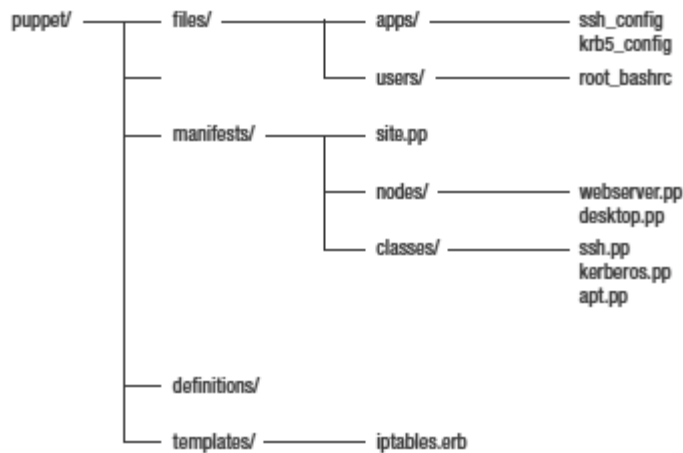 puppet/ files/ apps/ ssh_config
krb5_config
users/ root_bashrc
manifests/ site.pp
nodes/ webserver.pp
desktop.pp
classes/ ssh.pp
kerberos.pp
apt.pp
definitions/
templates/ iptables.erb